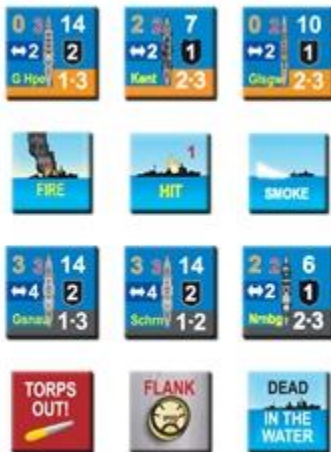 0 3 14
2 2
G Hpe 1-3
2 3 7
2 1
Kent 2-3
0 3 10
2 1
Glsgw 2-3
FIRE
1
HIT
SMOKE
3 3 14
4 2
Gsnau 1-3
3 3 14
4 2
Schrn 1-2
2 2 6
2 1
Nrnbg 2-3
TORPS
OUT!
FLANK
DEAD
IN THE
WATER